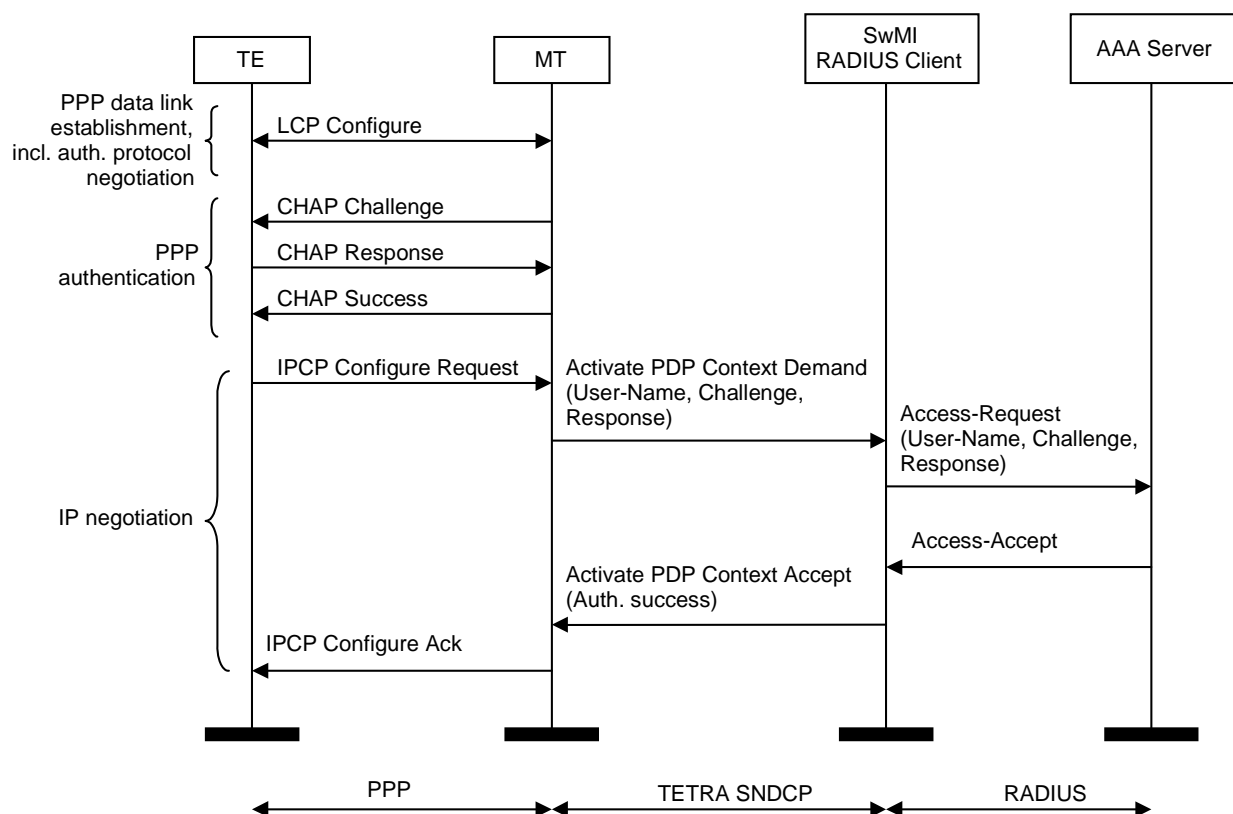 TE
MT
SwMI
RADIUS Client
AAA Server
PPP data link
establishment,
incl. auth. protocol
negotiation
LCP Configure
PPP
authentication
CHAP Challenge
CHAP Response
CHAP Success
IP negotiation
IPCP Configure Request
Activate PDP Context Demand
(User-Name, Challenge,
Response)
Access-Request
(User-Name, Challenge,
Response)
Access-Accept
Activate PDP Context Accept
(Auth. success)
IPCP Configure Ack
PPP
TETRA SNDCP
RADIUS